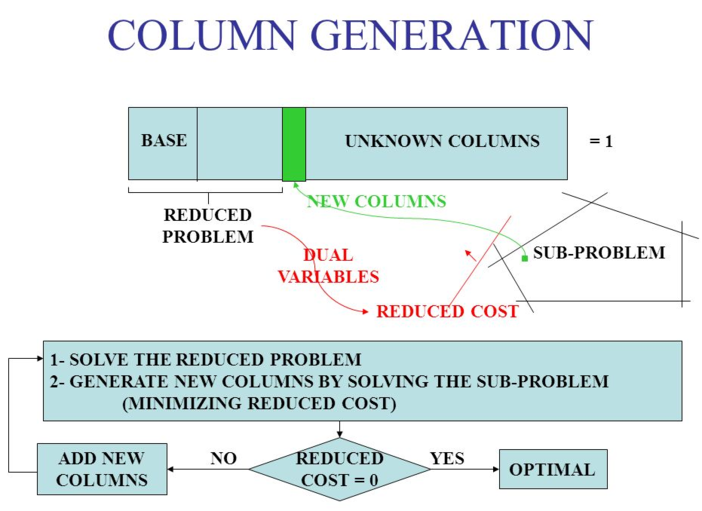 COLUMN GENERATION
BASE
UNKNOWN COLUMNS
= 1
NEW COLUMNS
REDUCED
PROBLEM
DUAL
VARIABLES
SUB-PROBLEM
REDUCED COST
1- SOLVE THE REDUCED PROBLEM
2- GENERATE NEW COLUMNS BY SOLVING THE SUB-PROBLEM
(MINIMIZING REDUCED COST)
ADD NEW
COLUMNS
NO
REDUCED
COST = 0
YES
OPTIMAL